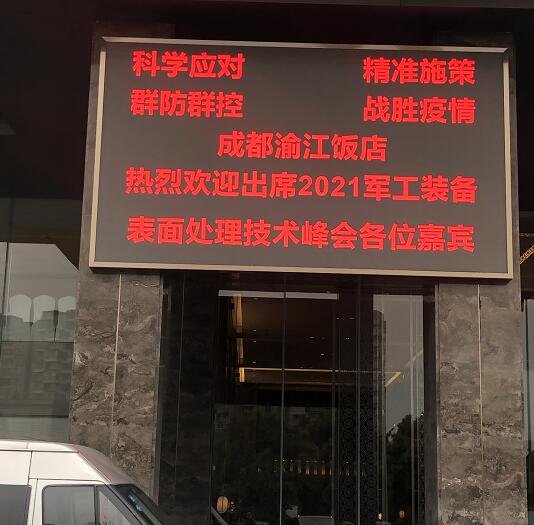 科学应对 精准施策
群防群控 战胜疫情
成都渝江饭店
热烈欢迎出席2021军工装备
表面处理技术峰会各位嘉宾